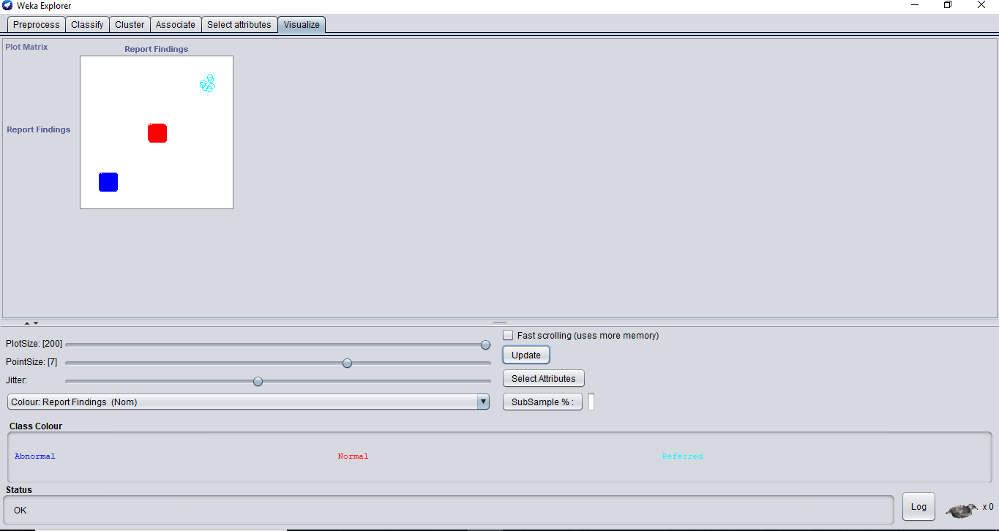 Weka Explorer
Preprocess Classify Cluster Associate Select attributes Visualize
Plot Matrix
Report Findings
Report Findings
PlotSize: [200]
Fast scrolling (uses more memory)
Update
PointSize: [7]
Jitter:
Select Attributes
Colour: Report Findings (Nom)
SubSample % :
Class Colour
Abnormal Normal Referred
Status
OK
Log
x 0